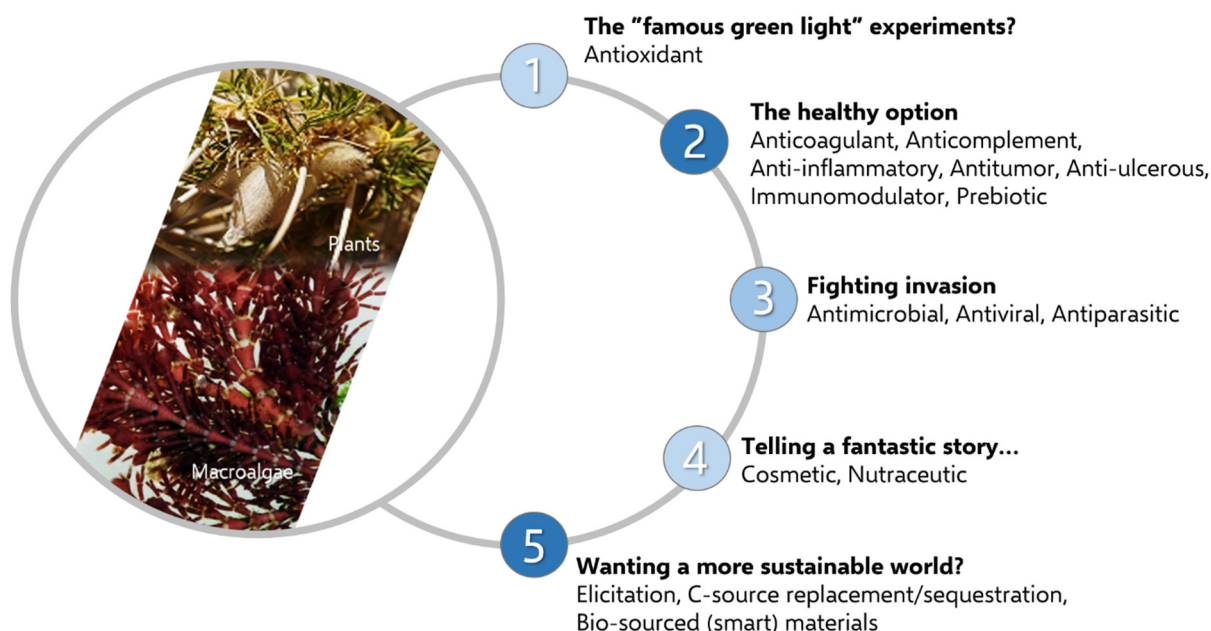 The "famous green light" experiments?
Antioxidant
1
The healthy option
Anticoagulant, Anticomplement,
Anti-inflammatory, Antitumor, Anti-ulcerous,
Immunomodulator, Prebiotic
2
Plants
Fighting invasion
Antimicrobial, Antiviral, Antiparasitic
3
Telling a fantastic story...
Cosmetic, Nutraceutic
4
Macroalgae
5
Wanting a more sustainable world?
Elicitation, C-source replacement/sequestration,
Bio-sourced (smart) materials